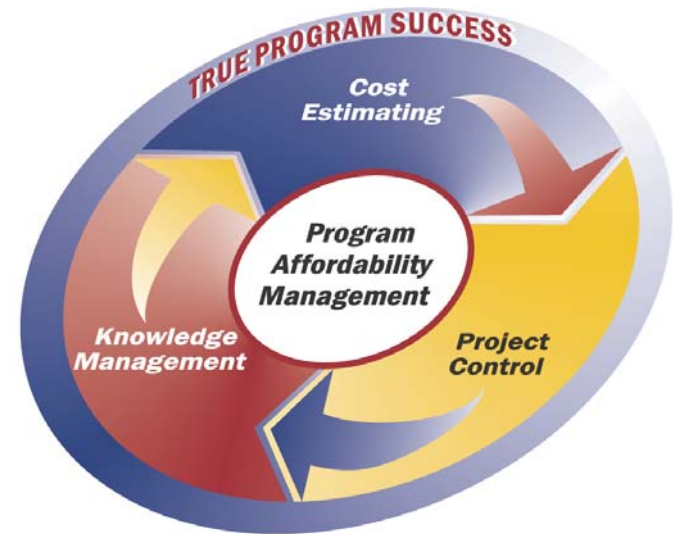 TRUE PROGRAM SUCCESS
Cost
Estimating
Program
Affordability
Management
Knowledge
Management
Project
Control